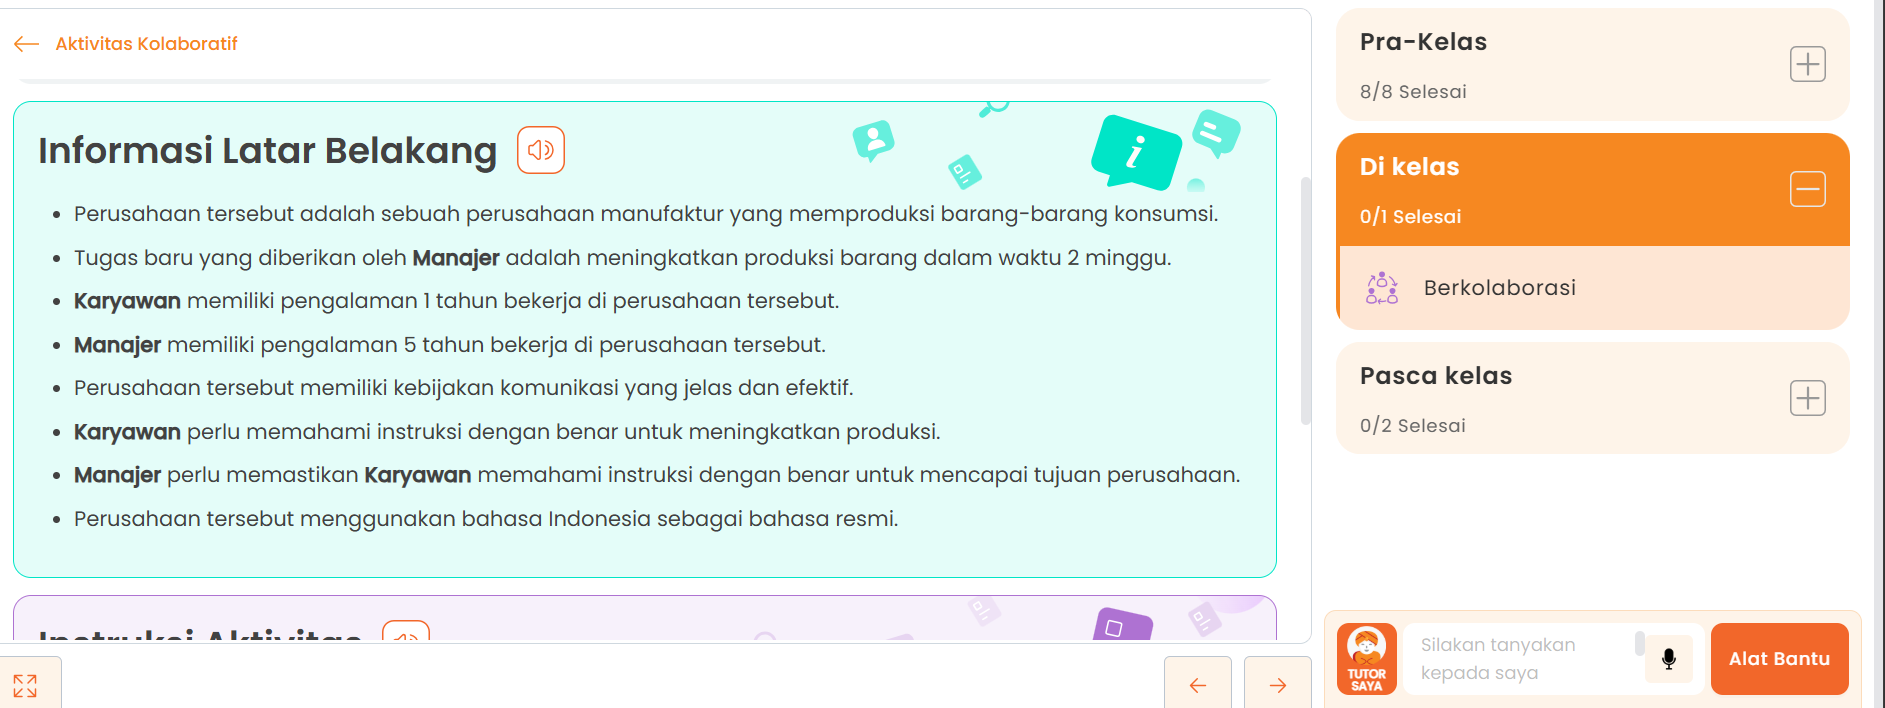 Aktivitas Kolaboratif
Informasi Latar Belakang
Perusahaan tersebut adalah sebuah perusahaan manufaktur yang memproduksi barang-barang konsumsi.
Tugas baru yang diberikan oleh Manajer adalah meningkatkan produksi barang dalam waktu 2 minggu.
Karyawan memiliki pengalaman 1 tahun bekerja di perusahaan tersebut.
Manajer memiliki pengalaman 5 tahun bekerja di perusahaan tersebut.
Perusahaan tersebut memiliki kebijakan komunikasi yang jelas dan efektif.
Karyawan perlu memahami instruksi dengan benar untuk meningkatkan produksi.
Manajer perlu memastikan Karyawan memahami instruksi dengan benar untuk mencapai tujuan perusahaan.
Perusahaan tersebut menggunakan bahasa Indonesia sebagai bahasa resmi.
Instruksi Aktivitas
Pra-Kelas
8/8 Selesai
Di kelas
0/1 Selesai
Berkolaborasi
Pasca kelas
0/2 Selesai
TUTOR
SAYA
Silakan tanyakan
kepada saya
Alat Bantu